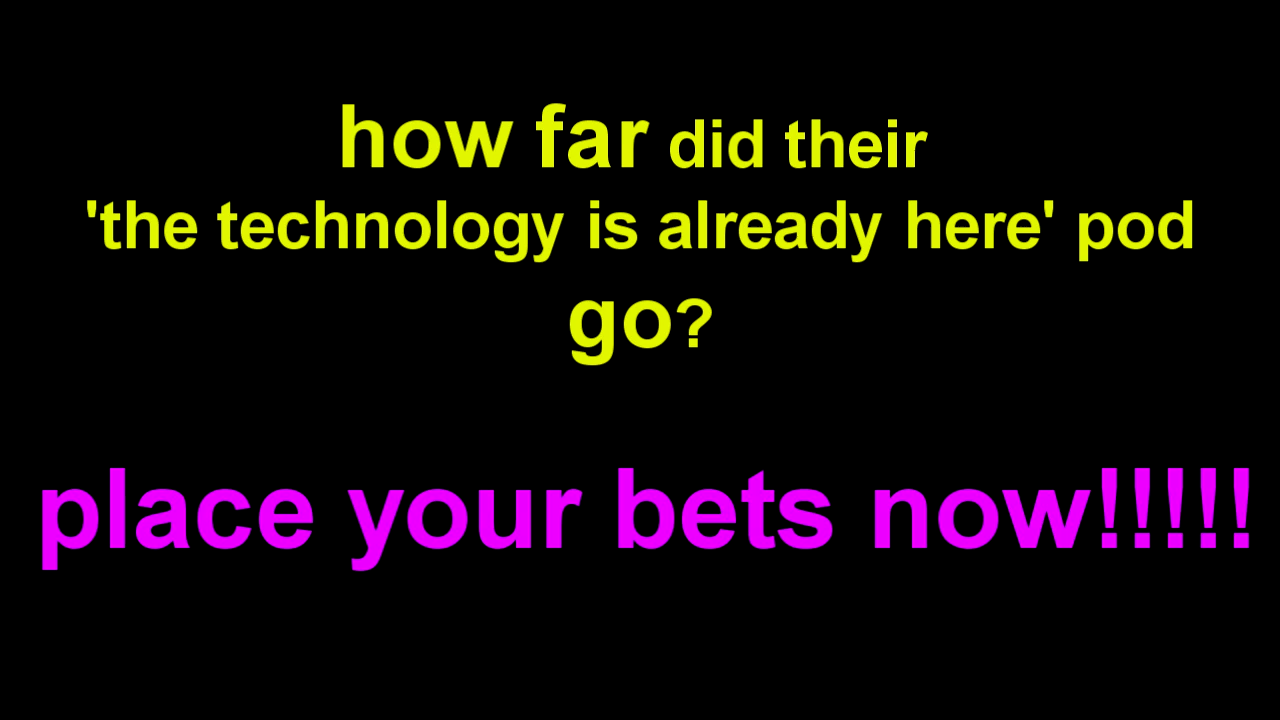 how far did their
'the technology is already here' pod
go?
place your bets now!!!!!